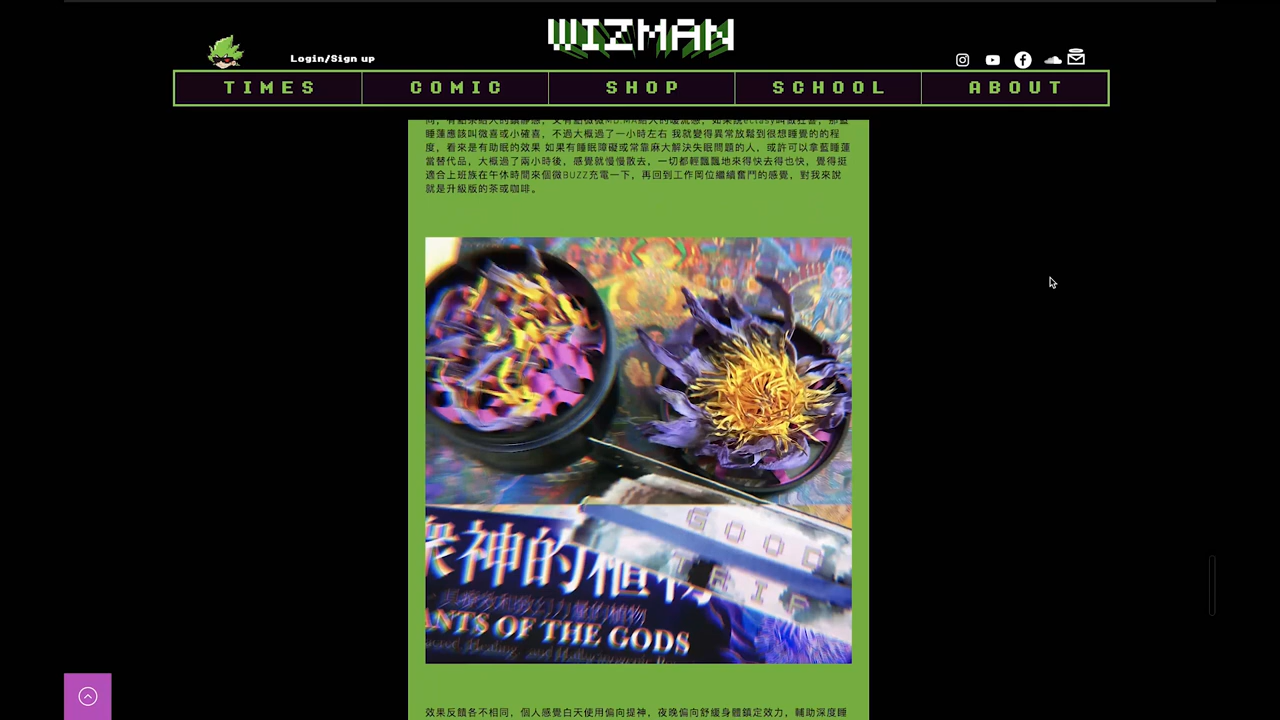 WIZMAN
Login/Sign up
TIMES
COMIC
SHOP
SCHOOL
ABOUT
睡蓮應該叫微喜或小確喜，不過大概過了一小時左右 我就變得異常放鬆到很想睡覺的的程
度，看來是有助眠的效果 如果有睡眠障礙或常靠麻大解決失眠問題的人，或許可以拿藍睡蓮
當替代品，大概過了兩小時後，感覺就慢慢散去，一切都輕飄飄地來得快去得也快，覺得挺
適合上班族在午休時間來個微BUZZ充電一下，再回到工作岡位繼續奮鬥的感覺，對我來說
就是升級版的茶或咖啡。
GOOD
TRIP
眾神的植物
ANTS OF THE GODS
效果反饋各不相同，個人感覺白天使用偏向提神，夜晚偏向舒緩身體鎮定效力，輔助深度睡